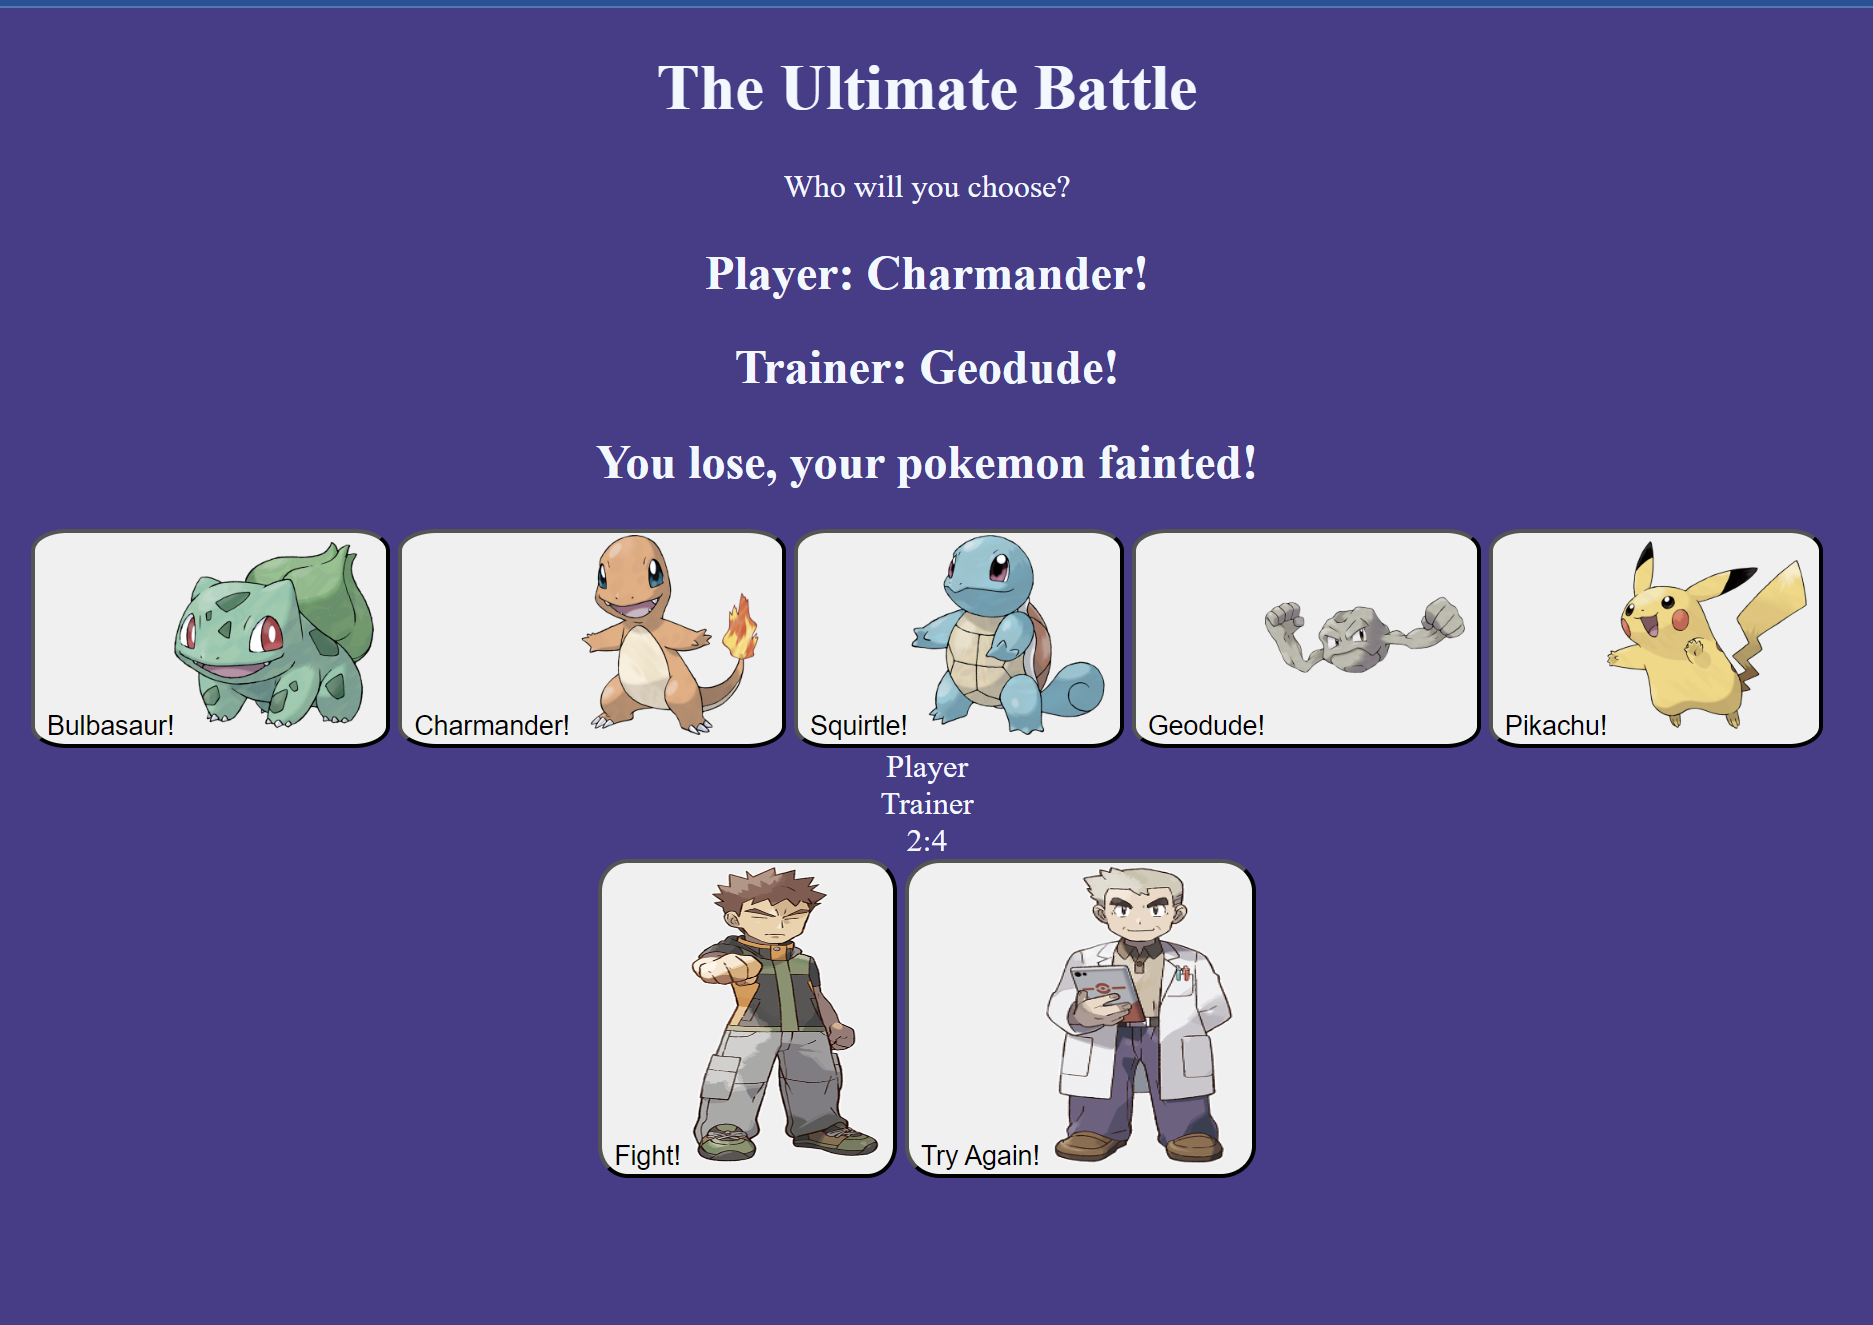 The Ultimate Battle
Who will you choose?
Player: Charmander!
Trainer: Geodude!
You lose, your pokemon fainted!
Bulbasaur!
Charmander!
Squirtle!
Geodude!
Pikachu!
Player
Trainer
2:4
Fight!
Try Again!